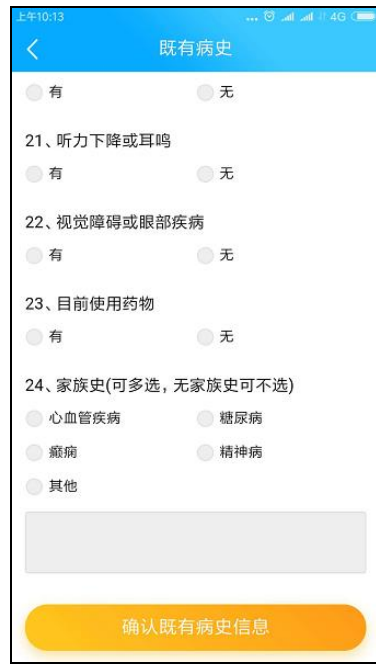 上午10:13 ... 4G
既有病史
有 无
21、听力下降或耳鸣
有 无
22、视觉障碍或眼部疾病
有 无
23、目前使用药物
有 无
24、家族史(可多选，无家族史可不选)
心血管疾病 糖尿病
癫痫 精神病
其他
确认既有病史信息